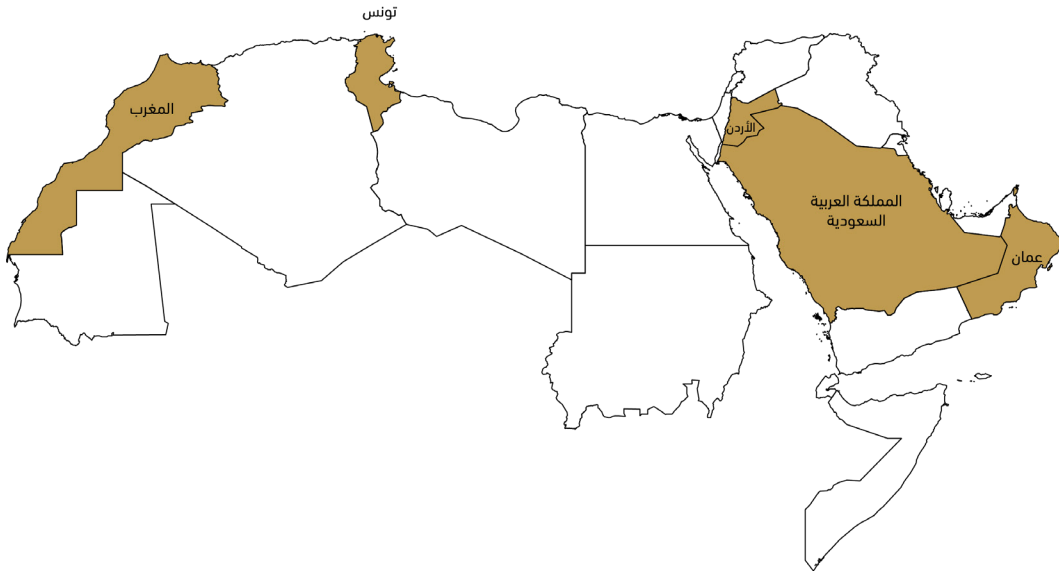 تونس
المغرب
الأردن
المملكة العربية
السعودية
عمان